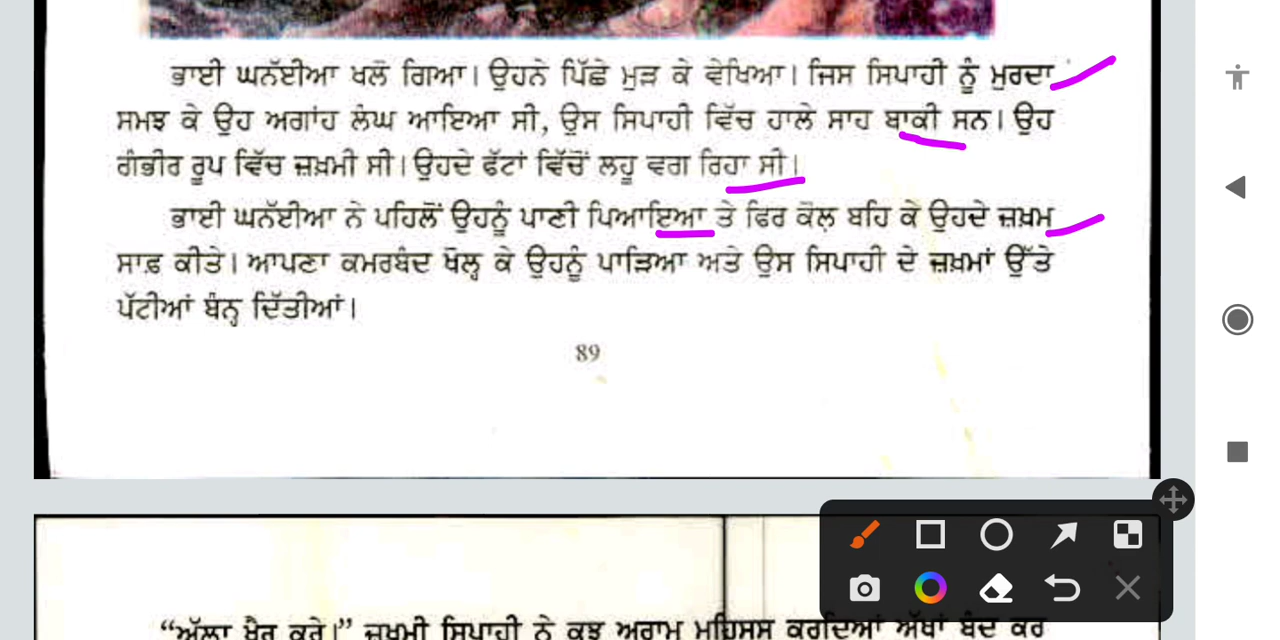 ਭਾਈ ਘਨੱਈਆ ਖਲੋ ਗਿਆ। ਉਹਨੇ ਪਿੱਛੇ ਮੁੜ ਕੇ ਵੇਖਿਆ। ਜਿਸ ਸਿਪਾਹੀ ਨੂੰ ਮੁਰਦਾ
ਸਮਝ ਕੇ ਉਹ ਅਗਾਂਹ ਲੰਘ ਆਇਆ ਸੀ, ਉਸ ਸਿਪਾਹੀ ਵਿੱਚ ਹਾਲੇ ਸਾਹ ਬਾਕੀ ਸਨ। ਉਹ
ਗੰਭੀਰ ਰੂਪ ਵਿੱਚ ਜ਼ਖ਼ਮੀ ਸੀ। ਉਹਦੇ ਫੱਟਾਂ ਵਿੱਚੋਂ ਲਹੂ ਵਗ ਰਿਹਾ ਸੀ।
ਭਾਈ ਘਨੱਈਆ ਨੇ ਪਹਿਲੋਂ ਉਹਨੂੰ ਪਾਣੀ ਪਿਆਇਆ ਤੇ ਫਿਰ ਕੋਲ਼ ਬਹਿ ਕੇ ਉਹਦੇ ਜ਼ਖ਼ਮ
ਸਾਫ਼ ਕੀਤੇ। ਆਪਣਾ ਕਮਰਬੰਦ ਖੋਲ੍ਹ ਕੇ ਉਹਨੂੰ ਪਾੜਿਆ ਅਤੇ ਉਸ ਸਿਪਾਹੀ ਦੇ ਜ਼ਖ਼ਮਾਂ ਉੱਤੇ
ਪੱਟੀਆਂ ਬੰਨ੍ਹ ਦਿੱਤੀਆਂ।
89
“ਅੱਲਾ ਖ਼ੈਰ ਕਰੇ।” ਜ਼ਖ਼ਮੀ ਸਿਪਾਹੀ ਨੇ ਕੁਝ ਅਰਾਮ ਮਹਿਸੂਸ ਕਰਦਿਆਂ ਅੱਖਾਂ ਬੰਦ ਕਰ